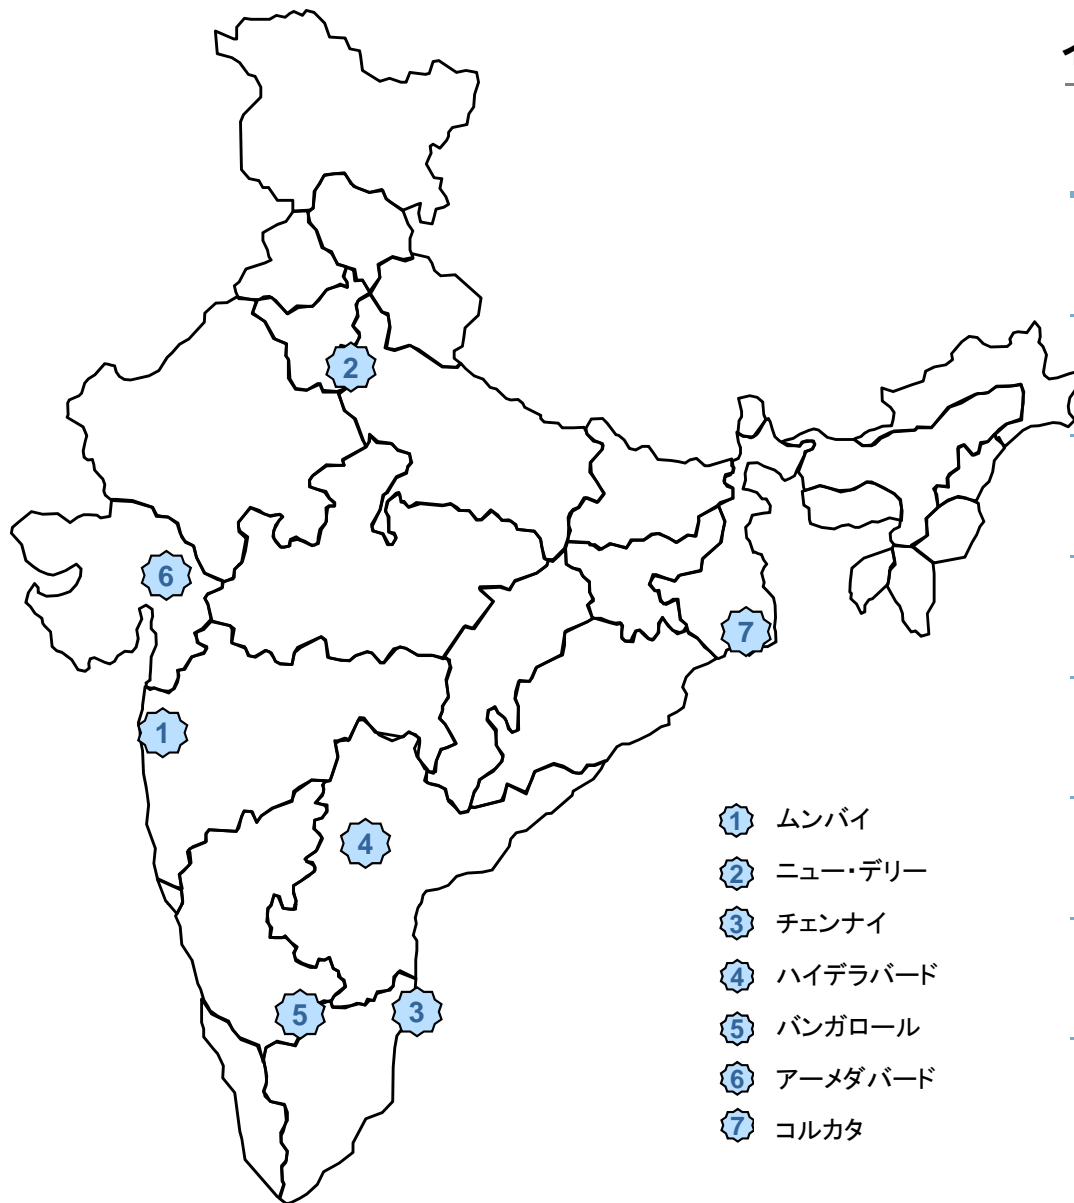 2
6
7
1
4
5
3
1 ムンバイ
2 ニュー・デリー
3 チェンナイ
4 ハイデラバード
5 バンガロール
6 アーメダバード
7 コルカタ